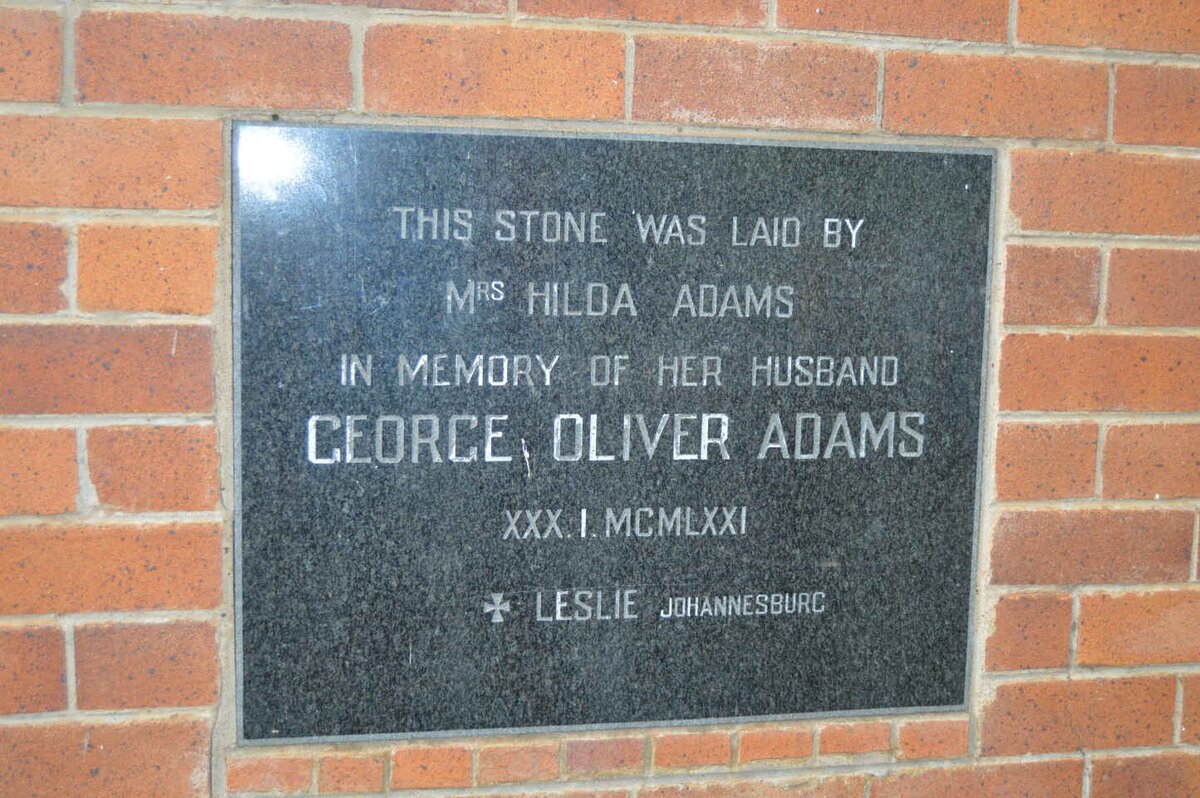 THIS STONE WAS LAID BY
MRS HILDA ADAMS
IN MEMORY OF HER HUSBAND
GEORGE OLIVER ADAMS
XXX.I.MCMLXXI
✠ LESLIE JOHANNESBURG